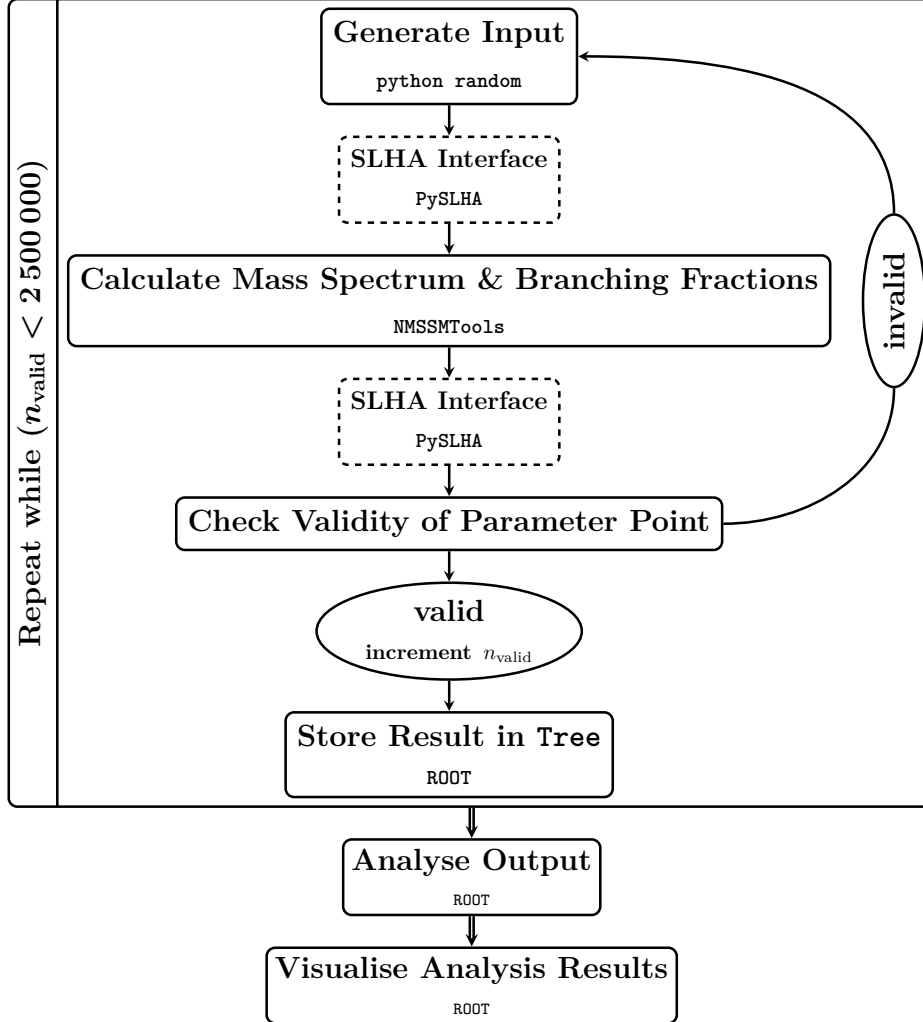 Generate Input
python random
SLHA Interface
PySLHA
Calculate Mass Spectrum & Branching Fractions
NMSSMTools
SLHA Interface
PySLHA
Check Validity of Parameter Point
invalid
valid
increment n_valid
Store Result in Tree
ROOT
Repeat while (n_valid < 2 500 000)
Analyse Output
ROOT
Visualise Analysis Results
ROOT